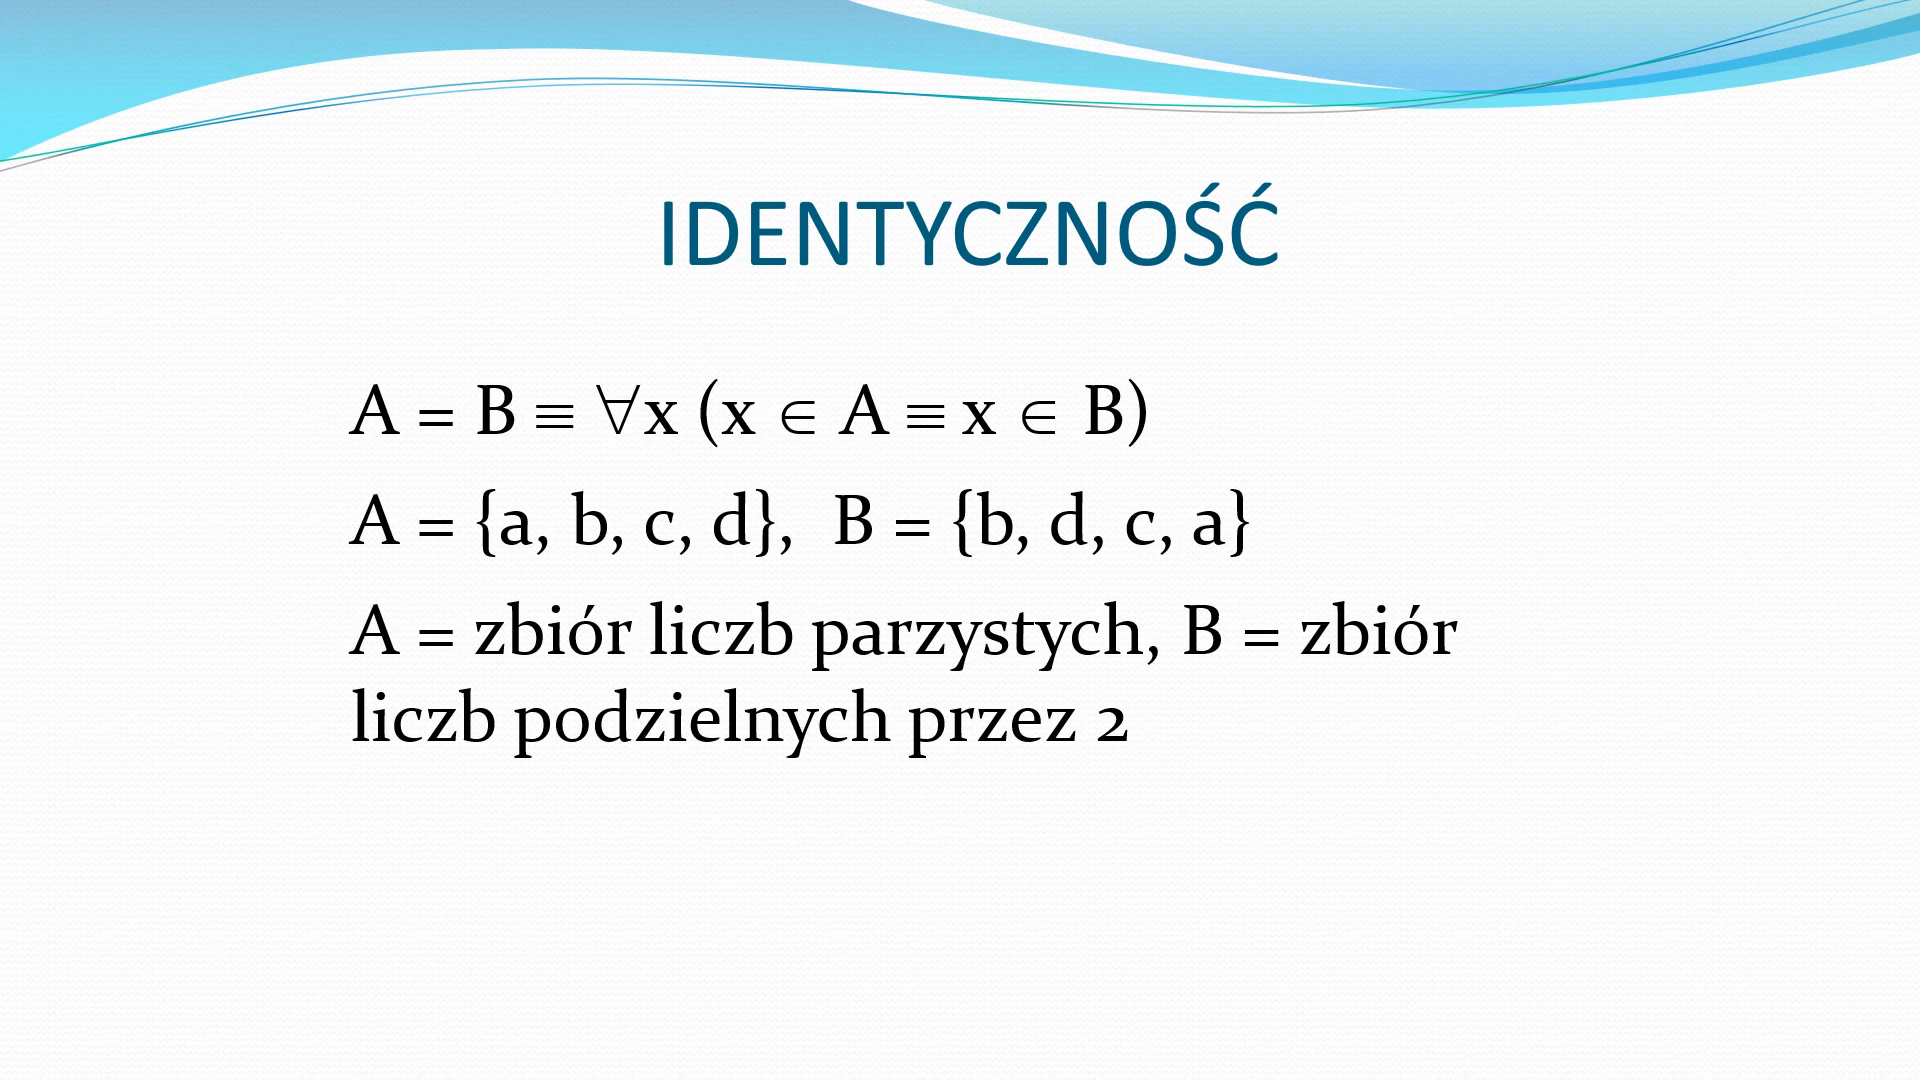 IDENTYCZNOŚĆ
A = B ≡ ∀x (x ∈ A ≡ x ∈ B)
A = {a, b, c, d}, B = {b, d, c, a}
A = zbiór liczb parzystych, B = zbiór
liczb podzielnych przez 2